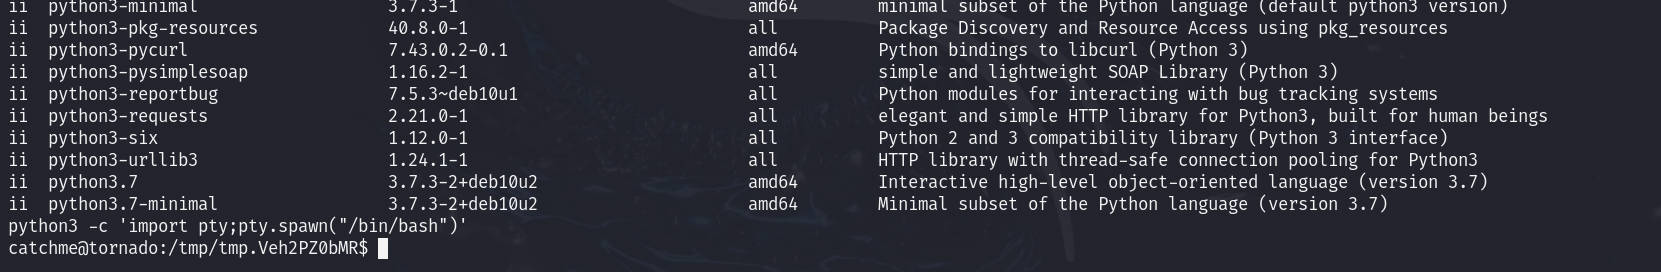 ii  python3-minimal                   3.7.3-1                             amd64        minimal subset of the Python language (default python3 version)
ii  python3-pkg-resources             40.8.0-1                            all          Package Discovery and Resource Access using pkg_resources
ii  python3-pycurl                    7.43.0.2-0.1                        amd64        Python bindings to libcurl (Python 3)
ii  python3-pysimplesoap              1.16.2-1                            all          simple and lightweight SOAP Library (Python 3)
ii  python3-reportbug                 7.5.3~deb10u1                       all          Python modules for interacting with bug tracking systems
ii  python3-requests                  2.21.0-1                            all          elegant and simple HTTP library for Python3, built for human beings
ii  python3-six                       1.12.0-1                            all          Python 2 and 3 compatibility library (Python 3 interface)
ii  python3-urllib3                   1.24.1-1                            all          HTTP library with thread-safe connection pooling for Python3
ii  python3.7                         3.7.3-2+deb10u2                     amd64        Interactive high-level object-oriented language (version 3.7)
ii  python3.7-minimal                 3.7.3-2+deb10u2                     amd64        Minimal subset of the Python language (version 3.7)
python3 -c 'import pty;pty.spawn("/bin/bash")'
catchme@tornado:/tmp/tmp.Veh2PZ0bMR$